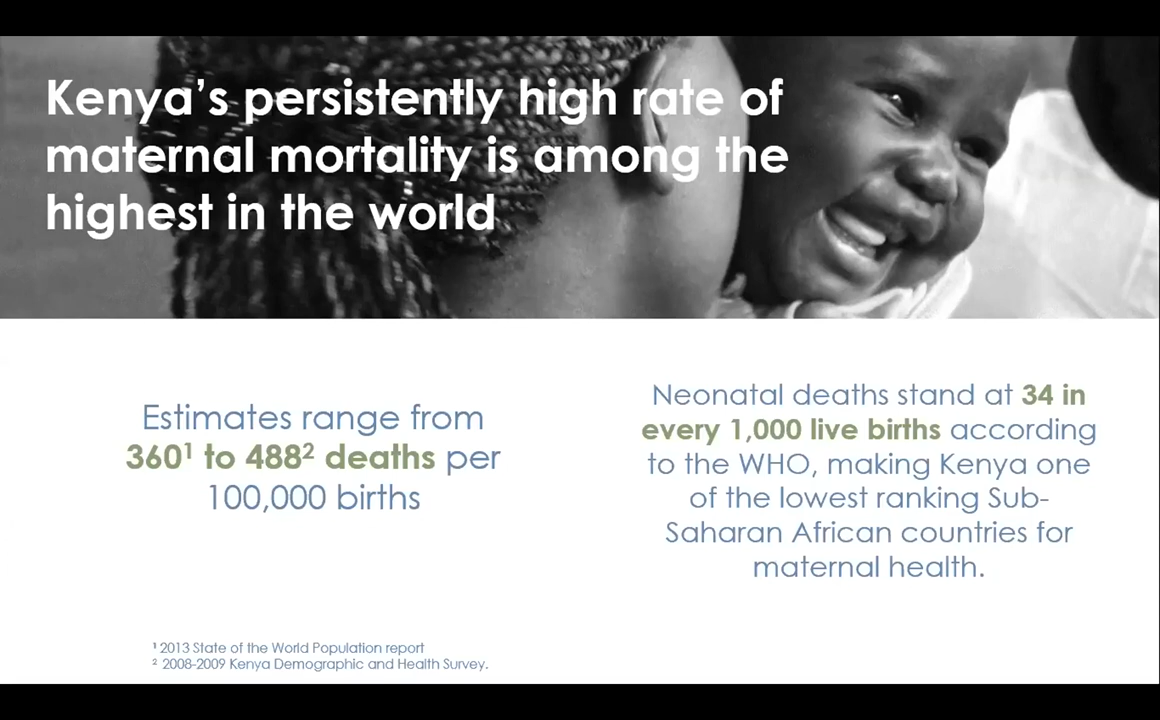 Kenya’s persistently high rate of
maternal mortality is among the
highest in the world
Estimates range from
360¹ to 488² deaths per
100,000 births
Neonatal deaths stand at 34 in
every 1,000 live births according
to the WHO, making Kenya one
of the lowest ranking Sub-
Saharan African countries for
maternal health.
¹ 2013 State of the World Population report
² 2008-2009 Kenya Demographic and Health Survey.